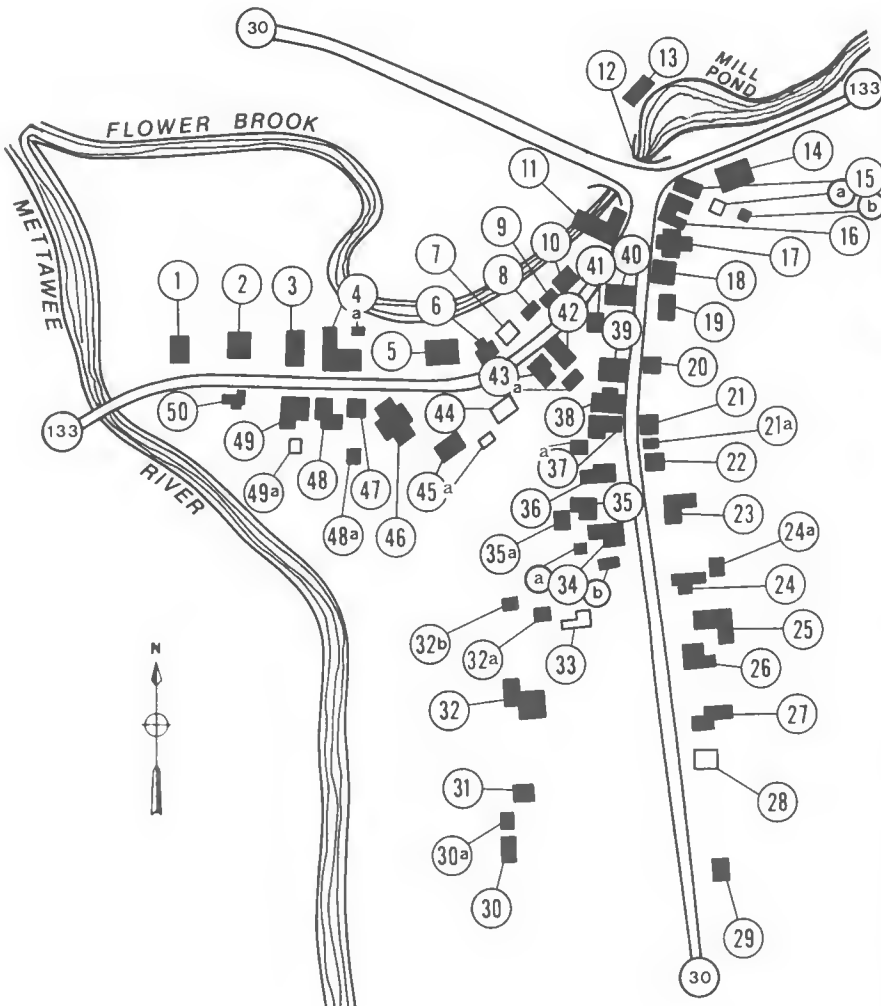 30
13
12
MILL
POND
133
FLOWER BROOK
14
11
15
a
b
METTAWEE
16
10
9
41
40
7
17
8
1
2
3
4
a
6
18
42
39
19
5
43
a
20
50
44
38
21
133
21a
49
48
47
a
37
22
RIVER
49a
45
a
36
35
23
48a
46
35a
24a
a
34
b
24
N
32b
32a
33
25
26
32
27
31
28
30a
30
29
30